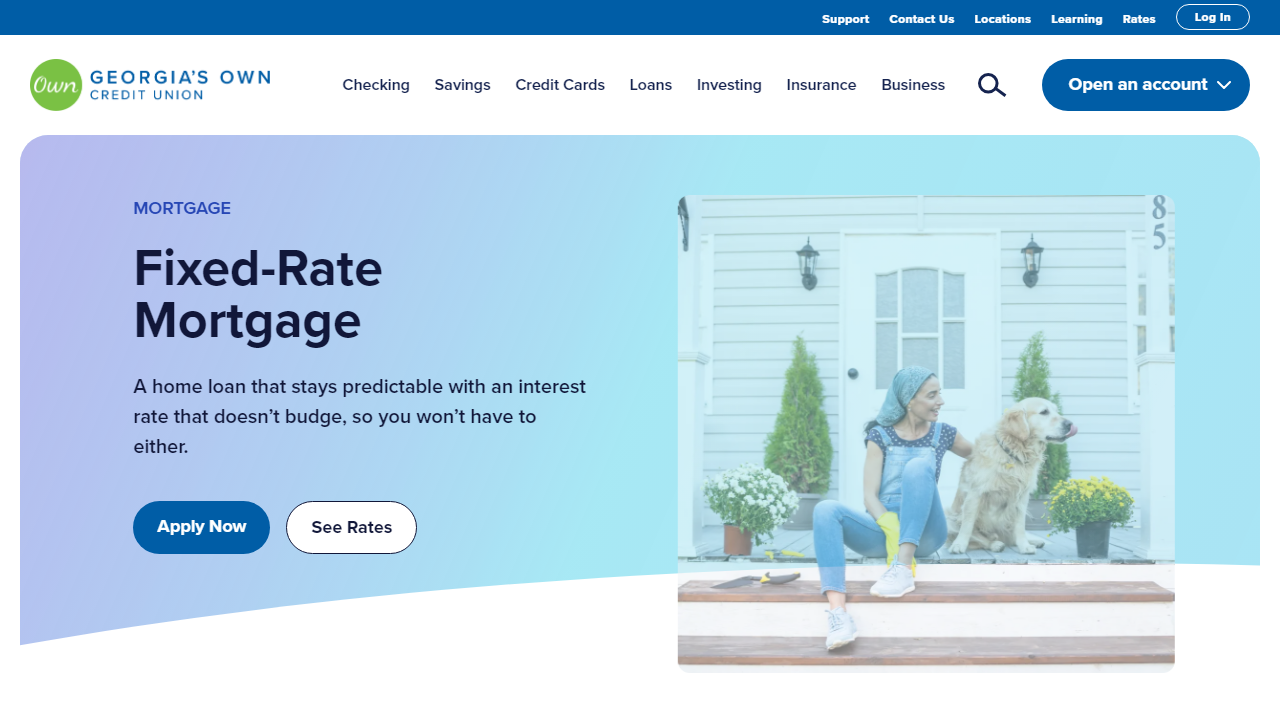 Support Contact Us Locations Learning Rates Log In
Own GEORGIA'S OWN
CREDIT UNION
Checking Savings Credit Cards Loans Investing Insurance Business Open an account
MORTGAGE
Fixed-Rate
Mortgage
A home loan that stays predictable with an interest
rate that doesn’t budge, so you won’t have to
either.
Apply Now See Rates
8
5